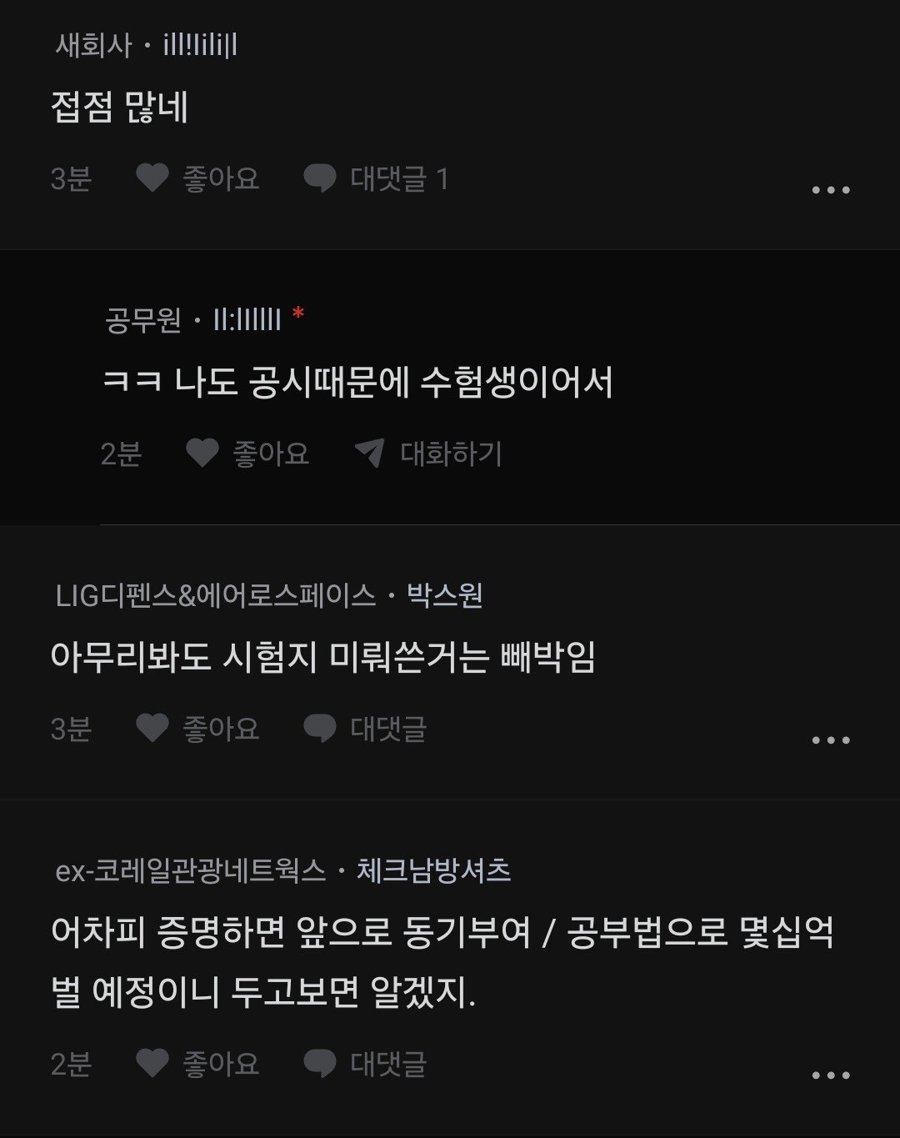 새회사 · ill!lili|l
접점 많네
3분 좋아요 대댓글 1
공무원 · ll:llllll *
ㅋㅋ 나도 공시때문에 수험생이어서
2분 좋아요 대화하기
LIG디펜스&에어로스페이스 · 박스원
아무리봐도 시험지 미뤄쓴거는 빼박임
3분 좋아요 대댓글
ex-코레일관광네트웍스 · 체크남방셔츠
어차피 증명하면 앞으로 동기부여 / 공부법으로 몇십억
벌 예정이니 두고보면 알겠지.
2분 좋아요 대댓글